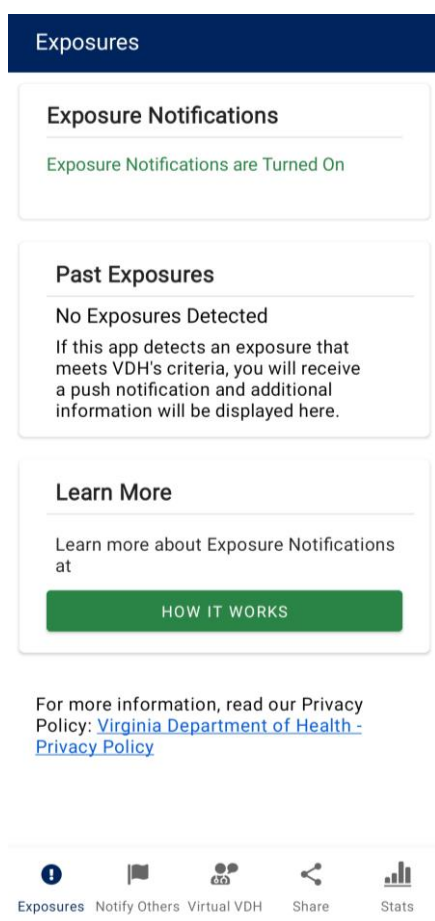 Exposures
Exposure Notifications
Exposure Notifications are Turned On
Past Exposures
No Exposures Detected
If this app detects an exposure that
meets VDH's criteria, you will receive
a push notification and additional
information will be displayed here.
Learn More
Learn more about Exposure Notifications
at
HOW IT WORKS
For more information, read our Privacy
Policy: Virginia Department of Health -
Privacy Policy
Exposures Notify Others Virtual VDH Share Stats